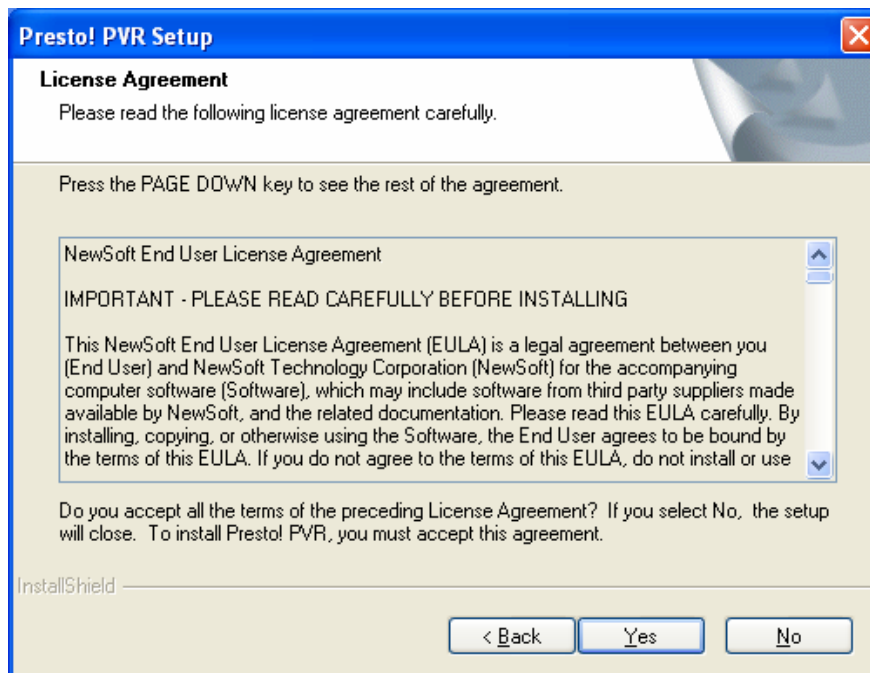 Presto! PVR Setup
License Agreement
Please read the following license agreement carefully.
Press the PAGE DOWN key to see the rest of the agreement.
NewSoft End User License Agreement
IMPORTANT - PLEASE READ CAREFULLY BEFORE INSTALLING
This NewSoft End User License Agreement (EULA) is a legal agreement between you
(End User) and NewSoft Technology Corporation (NewSoft) for the accompanying
computer software (Software), which may include software from third party suppliers made
available by NewSoft, and the related documentation. Please read this EULA carefully. By
installing, copying, or otherwise using the Software, the End User agrees to be bound by
the terms of this EULA. If you do not agree to the terms of this EULA, do not install or use
Do you accept all the terms of the preceding License Agreement? If you select No, the setup
will close. To install Presto! PVR, you must accept this agreement.
InstallShield
< Back Yes No